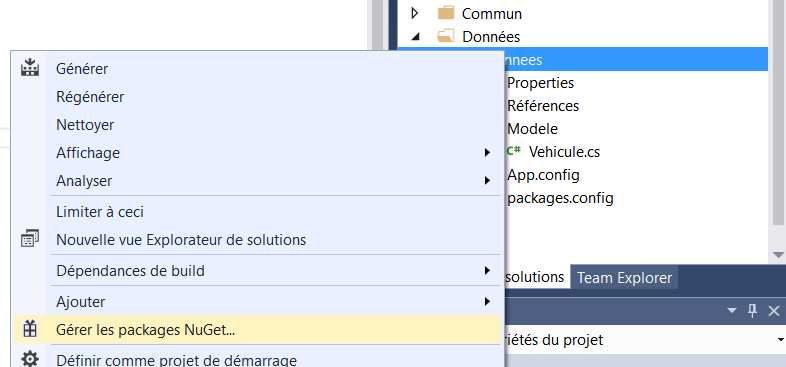 Commun
Données
nnees
Properties
Références
Modele
C# Vehicule.cs
App.config
packages.config
solutions
Team Explorer
riétés du projet
Générer
Régénérer
Nettoyer
Affichage
Analyser
Limiter à ceci
Nouvelle vue Explorateur de solutions
Dépendances de build
Ajouter
Gérer les packages NuGet...
Définir comme projet de démarrage